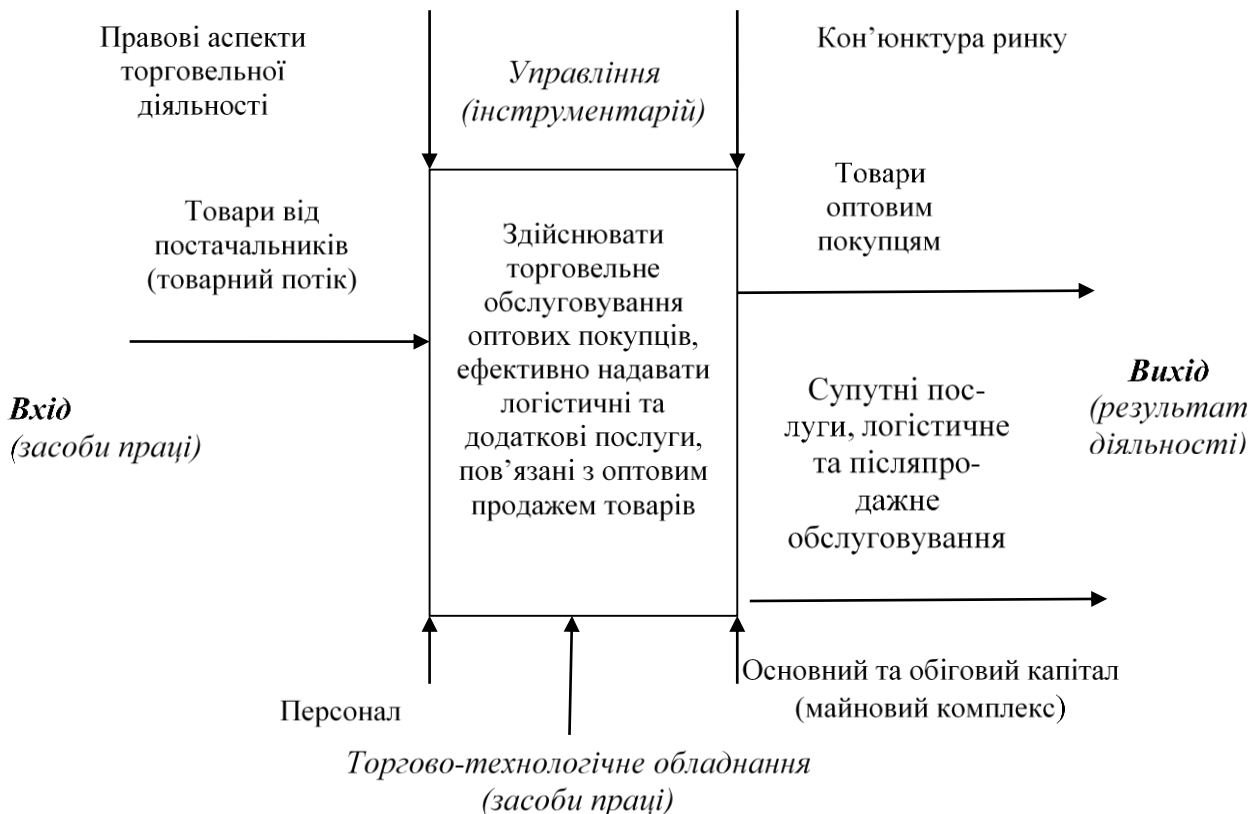 Правові аспекти
торговельної
діяльності
Управління
(інструментарій)
Кон’юнктура ринку
Товари від
постачальників
(товарний потік)
Товари
оптовим
покупцям
Здійснювати
торговельне
обслуговування
оптових покупців,
ефективно надавати
логістичні та
додаткові послуги,
пов’язані з оптовим
продажем товарів
Вхід
(засоби праці)
Супутні пос-
луги, логістичне
та післяпро-
дажне
обслуговування
Вихід
(результат
діяльності)
Персонал
Основний та обіговий капітал
(майновий комплекс)
Торгово-технологічне обладнання
(засоби праці)